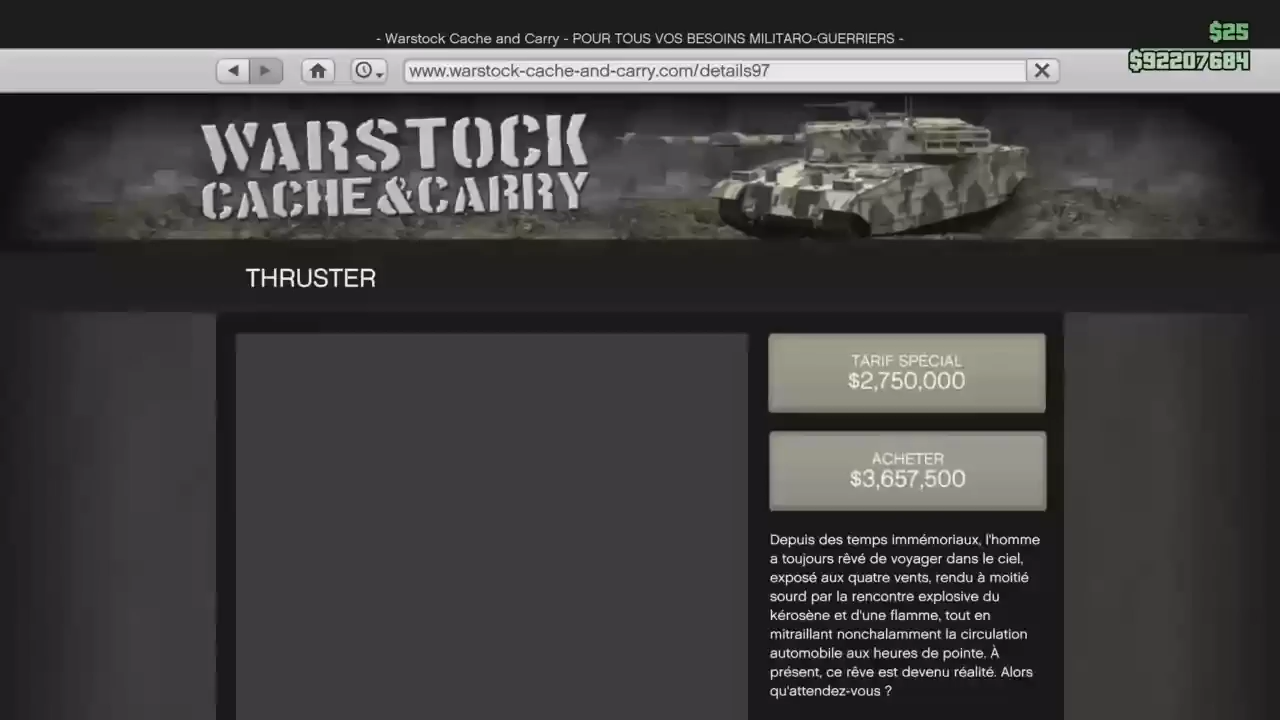 - Warstock Cache and Carry - POUR TOUS VOS BESOINS MILITARO-GUERRIERS -
$25
$92207684
www.warstock-cache-and-carry.com/details97
WARSTOCK
CACHE&CARRY
THRUSTER
TARIF SPÉCIAL
$2,750,000
ACHETER
$3,657,500
Depuis des temps immémoriaux, l'homme
a toujours rêvé de voyager dans le ciel,
exposé aux quatre vents, rendu à moitié
sourd par la rencontre explosive du
kérosène et d'une flamme, tout en
mitraillant nonchalamment la circulation
automobile aux heures de pointe. À
présent, ce rêve est devenu réalité. Alors
qu'attendez-vous ?